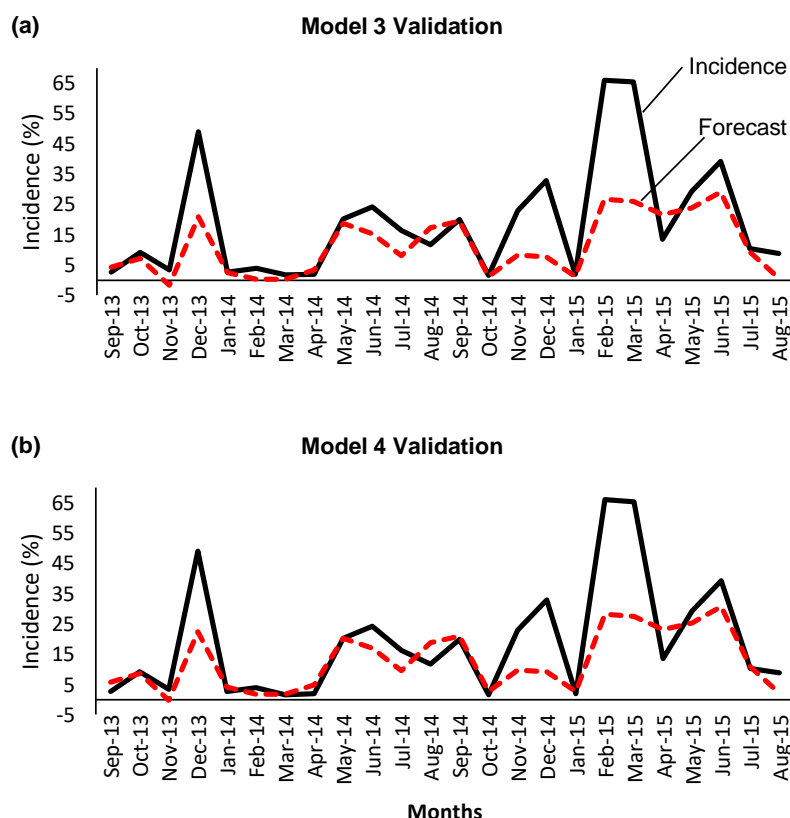 (a)
Model 3 Validation
Incidence (%)
65
55
45
35
25
15
5
-5
Incidence
Forecast
Sep-13
Oct-13
Nov-13
Dec-13
Jan-14
Feb-14
Mar-14
Apr-14
May-14
Jun-14
Jul-14
Aug-14
Sep-14
Oct-14
Nov-14
Dec-14
Jan-15
Feb-15
Mar-15
Apr-15
May-15
Jun-15
Jul-15
Aug-15
(b)
Model 4 Validation
Incidence (%)
65
55
45
35
25
15
5
-5
Sep-13
Oct-13
Nov-13
Dec-13
Jan-14
Feb-14
Mar-14
Apr-14
May-14
Jun-14
Jul-14
Aug-14
Sep-14
Oct-14
Nov-14
Dec-14
Jan-15
Feb-15
Mar-15
Apr-15
May-15
Jun-15
Jul-15
Aug-15
Months